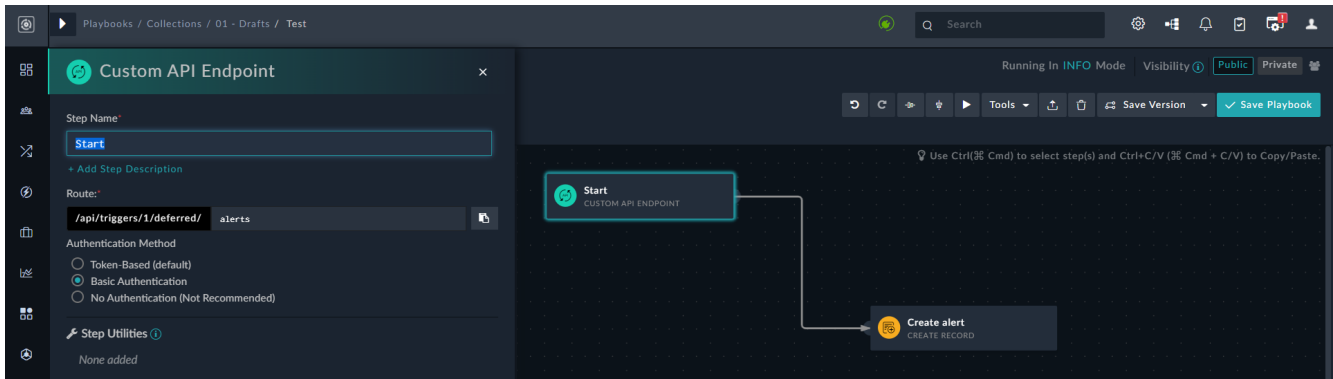 Playbooks / Collections / 01 - Drafts / Test
Search
Custom API Endpoint
Running In INFO Mode
Visibility
Public
Private
Tools
Save Version
Save Playbook
Step Name*
Start
+ Add Step Description
Route:*
/api/triggers/1/deferred/
alerts
Authentication Method
Token-Based (default)
Basic Authentication
No Authentication (Not Recommended)
Step Utilities
None added
Use Ctrl(⌘ Cmd) to select step(s) and Ctrl+C/V (⌘ Cmd + C/V) to Copy/Paste.
Start
CUSTOM API ENDPOINT
Create alert
CREATE RECORD